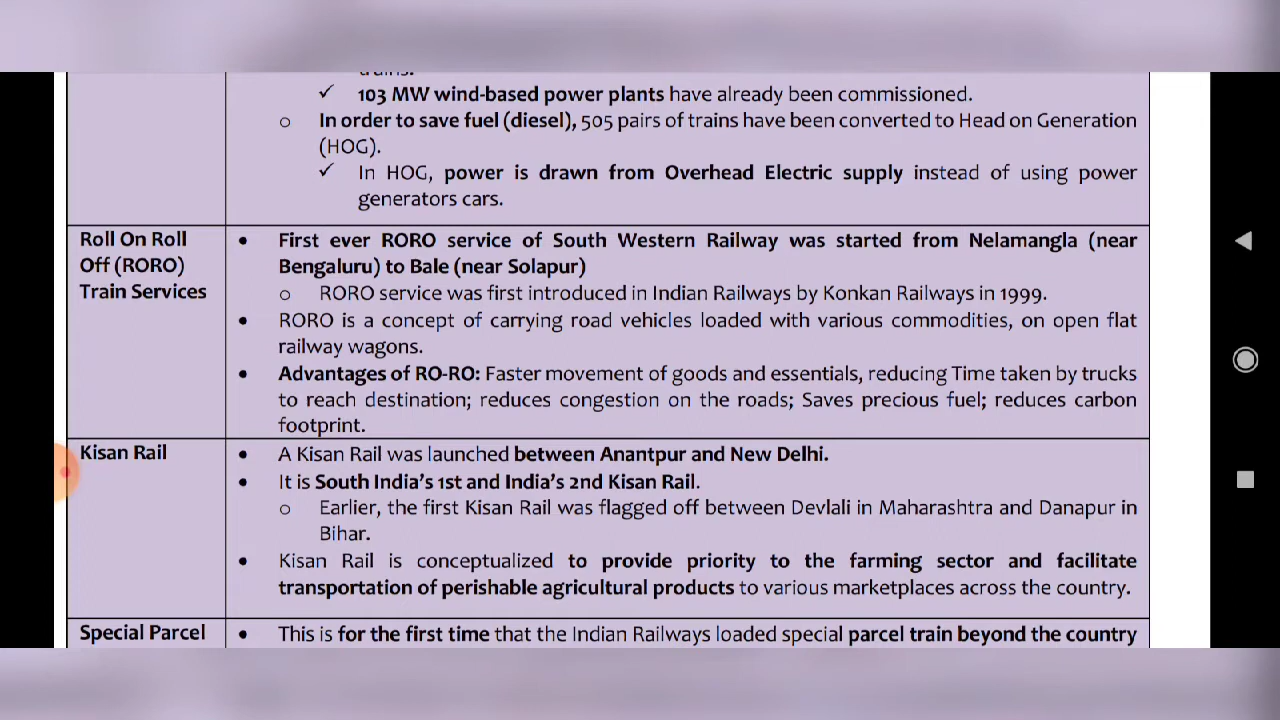 ✓ 103 MW wind-based power plants have already been commissioned.
o In order to save fuel (diesel), 505 pairs of trains have been converted to Head on Generation
(HOG).
✓ In HOG, power is drawn from Overhead Electric supply instead of using power
generators cars.
Roll On Roll
Off (RORO)
Train Services
• First ever RORO service of South Western Railway was started from Nelamangla (near
Bengaluru) to Bale (near Solapur)
o RORO service was first introduced in Indian Railways by Konkan Railways in 1999.
• RORO is a concept of carrying road vehicles loaded with various commodities, on open flat
railway wagons.
• Advantages of RO-RO: Faster movement of goods and essentials, reducing Time taken by trucks
to reach destination; reduces congestion on the roads; Saves precious fuel; reduces carbon
footprint.
Kisan Rail
• A Kisan Rail was launched between Anantpur and New Delhi.
• It is South India's 1st and India's 2nd Kisan Rail.
o Earlier, the first Kisan Rail was flagged off between Devlali in Maharashtra and Danapur in
Bihar.
• Kisan Rail is conceptualized to provide priority to the farming sector and facilitate
transportation of perishable agricultural products to various marketplaces across the country.
Special Parcel
• This is for the first time that the Indian Railways loaded special parcel train beyond the country